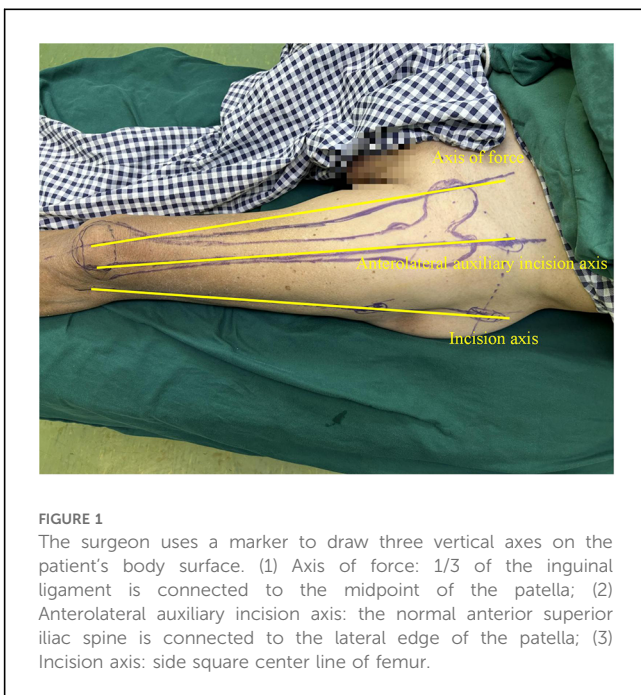 Axis of force
Anterolateral auxiliary incision axis
Incision axis
FIGURE 1
The surgeon uses a marker to draw three vertical axes on the
patient's body surface. (1) Axis of force: 1/3 of the inguinal
ligament is connected to the midpoint of the patella; (2)
Anterolateral auxiliary incision axis: the normal anterior superior
iliac spine is connected to the lateral edge of the patella; (3)
Incision axis: side square center line of femur.